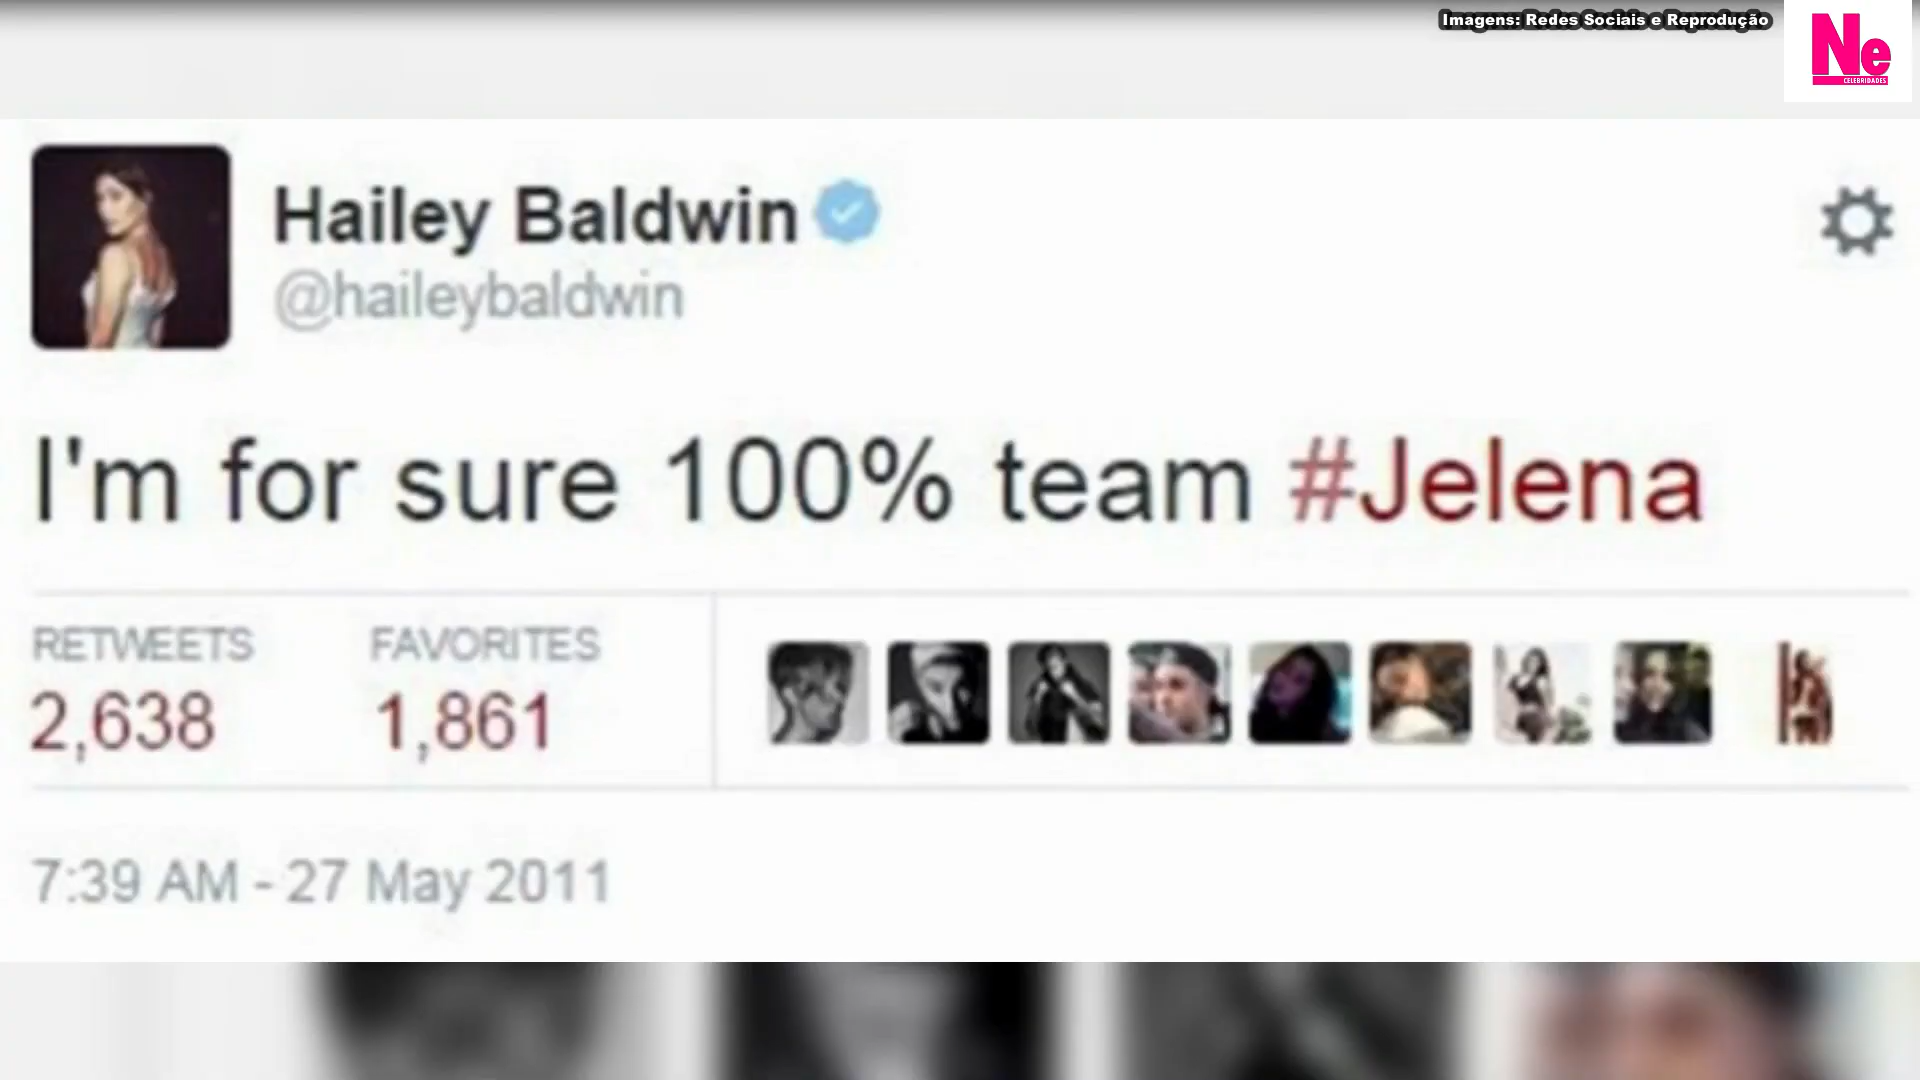 Imagens: Redes Sociais e Reprodução
Ne
CELEBRIDADES
Hailey Baldwin
@haileybaldwin
I'm for sure 100% team #Jelena
RETWEETS FAVORITES
2,638 1,861
7:39 AM - 27 May 2011